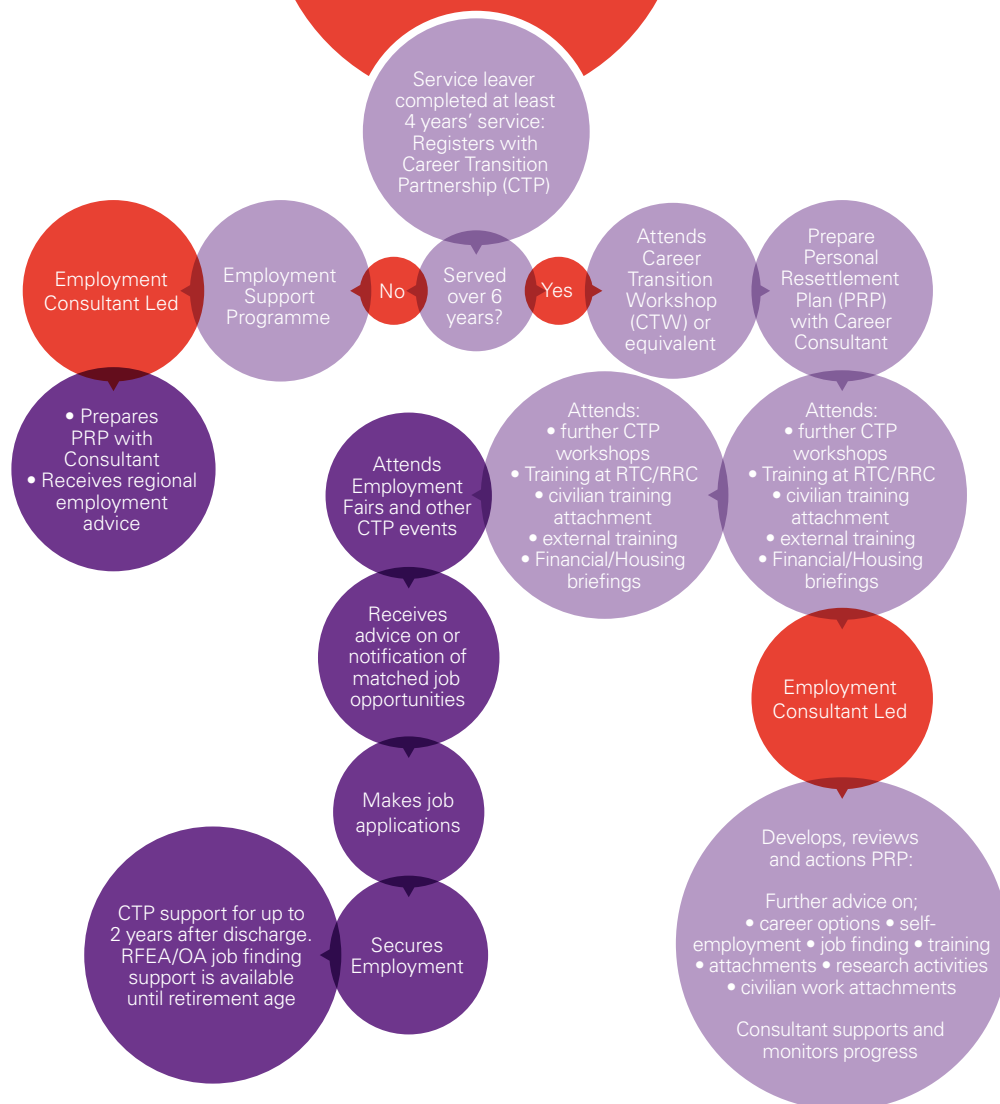 Service leaver
completed at least
4 years’ service:
Registers with
Career Transition
Partnership (CTP)
Served
over 6
years?
No
Employment
Support
Programme
Employment
Consultant Led
• Prepares
PRP with
Consultant
• Receives regional
employment
advice
Yes
Attends
Career
Transition
Workshop
(CTW) or
equivalent
Prepare
Personal
Resettlement
Plan (PRP)
with Career
Consultant
Attends:
• further CTP
workshops
• Training at RTC/RRC
• civilian training
attachment
• external training
• Financial/Housing
briefings
Employment
Consultant Led
Develops, reviews
and actions PRP:
Further advice on;
• career options • self-
employment • job finding • training
• attachments • research activities
• civilian work attachments
Consultant supports and
monitors progress
Attends:
• further CTP
workshops
• Training at RTC/RRC
• civilian training
attachment
• external training
• Financial/Housing
briefings
Attends
Employment
Fairs and other
CTP events
Receives
advice on or
notification of
matched job
opportunities
Makes job
applications
Secures
Employment
CTP support for up to
2 years after discharge.
RFEA/OA job finding
support is available
until retirement age